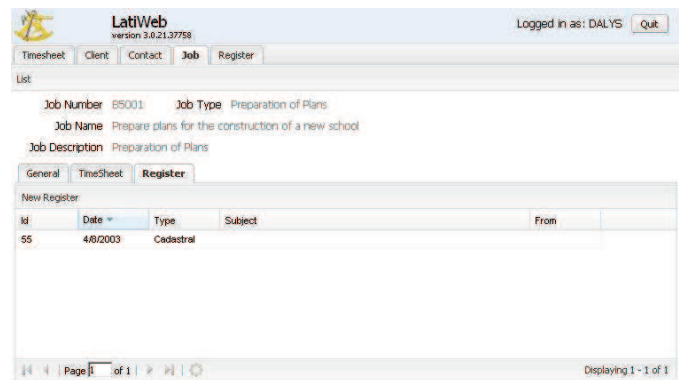 LatiWeb
version 3.0.21.37758
Logged in as: DALYS Quit
Timesheet Client Contact Job Register
List
Job Number B5001 Job Type Preparation of Plans
Job Name Prepare plans for the construction of a new school
Job Description Preparation of Plans
General TimeSheet Register
New Register
Id Date Type Subject From
55 4/8/2003 Cadastral
Page 1 of 1 Displaying 1 - 1 of 1